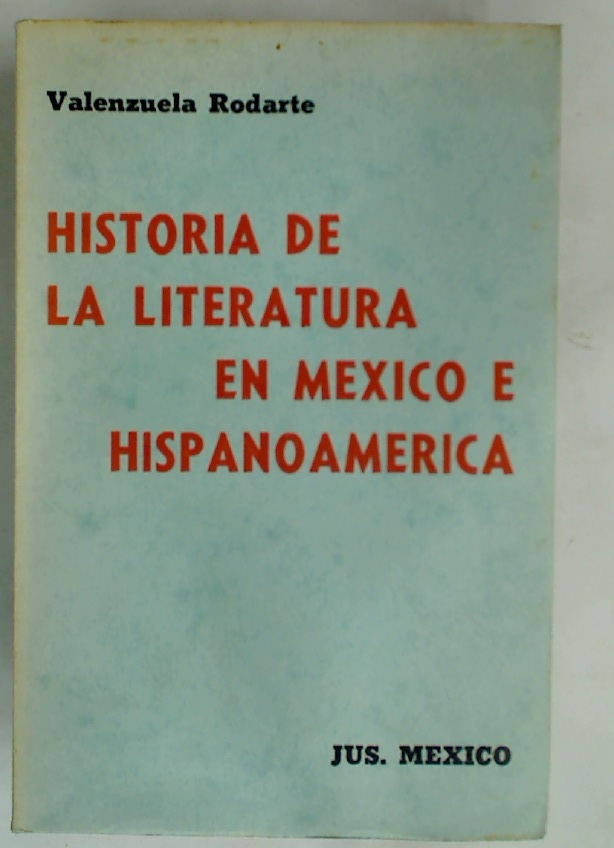 Valenzuela Rodarte
HISTORIA DE
LA LITERATURA
EN MEXICO E
HISPANOAMERICA
JUS. MEXICO